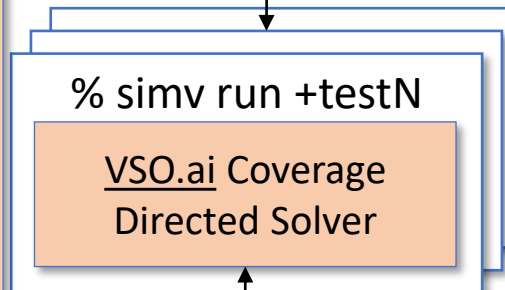 % simv run +testN
VSO.ai Coverage
Directed Solver